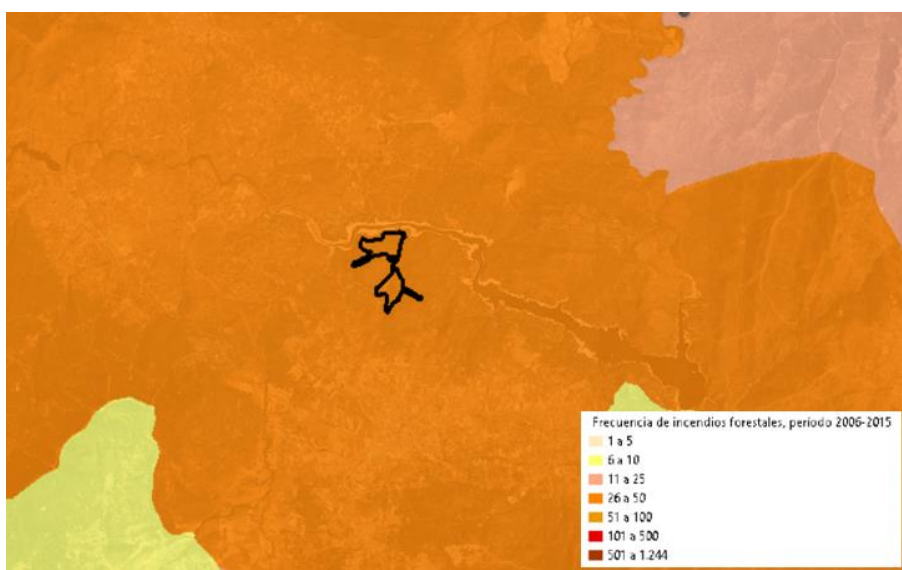 Frecuencia de incendios forestales, período 2006-2015
1 a 5
6 a 10
11 a 25
26 a 50
51 a 100
101 a 500
501 a 1.244